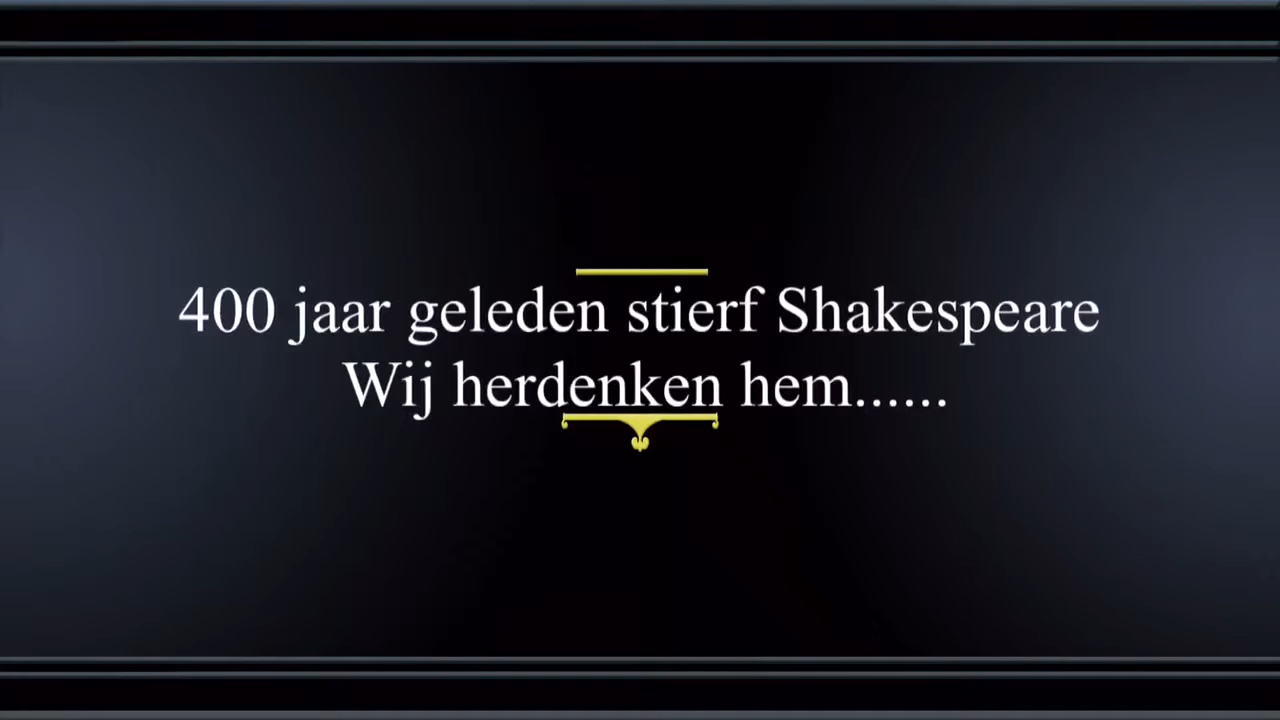 400 jaar geleden stierf Shakespeare
Wij herdenken hem......